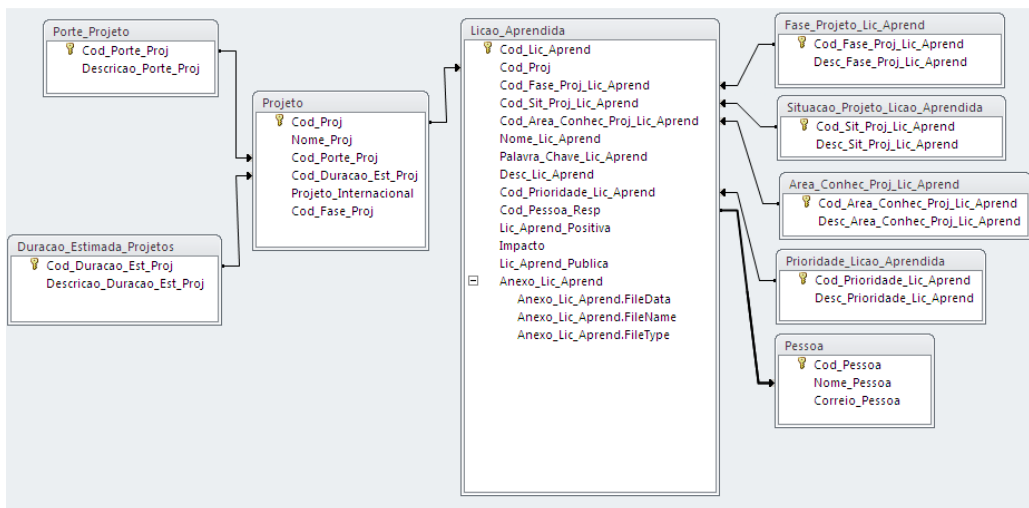 Porte_Projeto
Cod_Porte_Proj
Descricao_Porte_Proj
Duracao_Estimada_Projetos
Cod_Duracao_Est_Proj
Descricao_Duracao_Est_Proj
Projeto
Cod_Proj
Nome_Proj
Cod_Porte_Proj
Cod_Duracao_Est_Proj
Projeto_Internacional
Cod_Fase_Proj
Licao_Aprendida
Cod_Lic_Aprend
Cod_Proj
Cod_Fase_Proj_Lic_Aprend
Cod_Sit_Proj_Lic_Aprend
Cod_Area_Conhec_Proj_Lic_Aprend
Nome_Lic_Aprend
Palavra_Chave_Lic_Aprend
Desc_Lic_Aprend
Cod_Prioridade_Lic_Aprend
Cod_Pessoa_Resp
Lic_Aprend_Positiva
Impacto
Lic_Aprend_Publica
Anexo_Lic_Aprend
Anexo_Lic_Aprend.FileData
Anexo_Lic_Aprend.FileName
Anexo_Lic_Aprend.FileType
Fase_Projeto_Lic_Aprend
Cod_Fase_Proj_Lic_Aprend
Desc_Fase_Proj_Lic_Aprend
Situacao_Projeto_Licao_Aprendida
Cod_Sit_Proj_Lic_Aprend
Desc_Sit_Proj_Lic_Aprend
Area_Conhec_Proj_Lic_Aprend
Cod_Area_Conhec_Proj_Lic_Aprend
Desc_Area_Conhec_Proj_Lic_Aprend
Prioridade_Licao_Aprendida
Cod_Prioridade_Lic_Aprend
Desc_Prioridade_Lic_Aprend
Pessoa
Cod_Pessoa
Nome_Pessoa
Correio_Pessoa